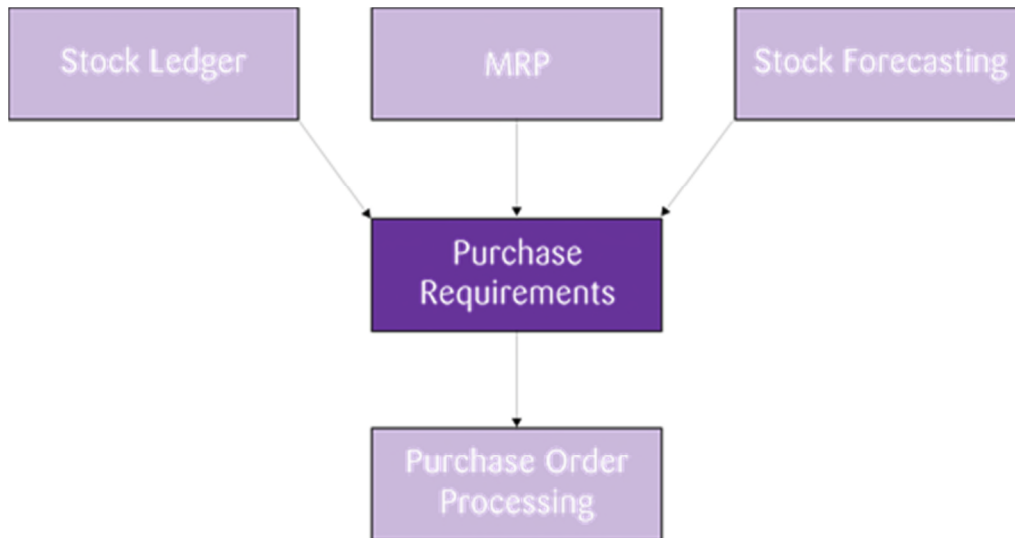 Stock Ledger
MRP
Stock Forecasting
Purchase
Requirements
Purchase Order
Processing